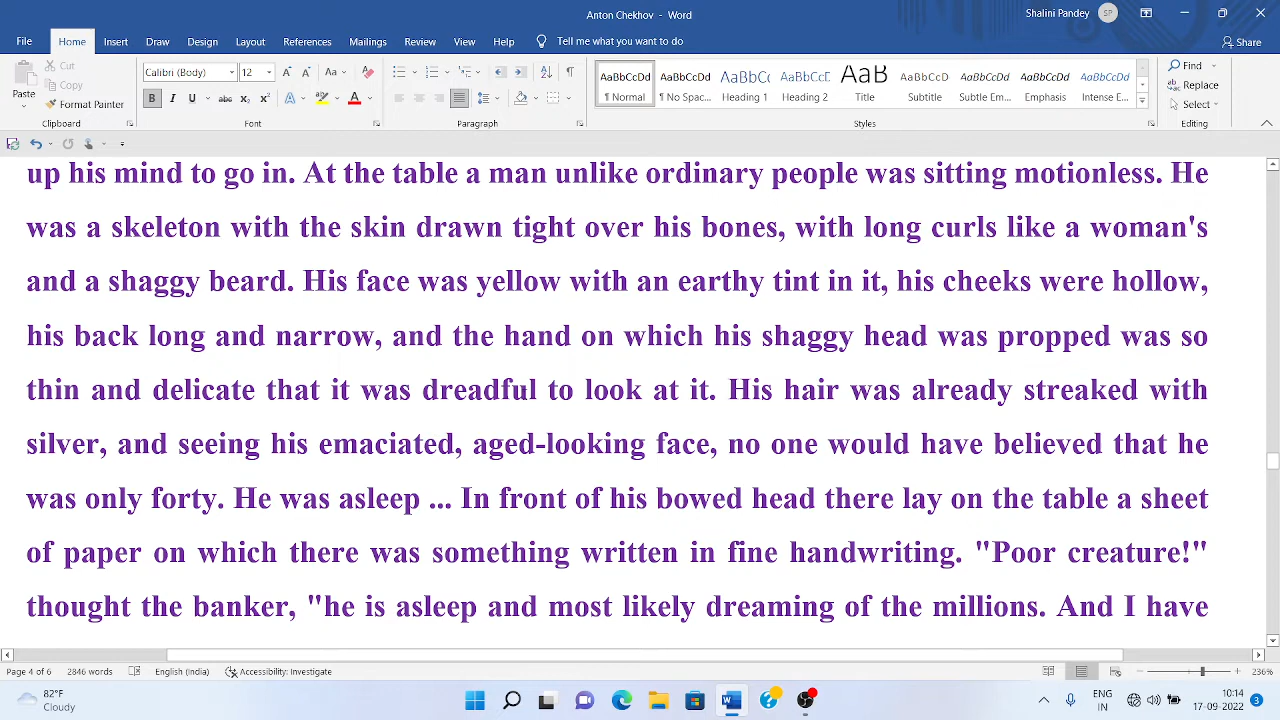 Anton Chekhov - Word
Shalini Pandey SP
File Home Insert Draw Design Layout References Mailings Review View Help Tell me what you want to do Share
Paste Cut Copy Format Painter
Clipboard
Calibri (Body) 12
Font
Paragraph
AaBbCcDd AaBbCcDd AaBbC AaBbCcE AaB AaBbCcD AaBbCcDd AaBbCcDd AaBbCcDd
¶ Normal ¶ No Spac... Heading 1 Heading 2 Title Subtitle Subtle Em... Emphasis Intense E...
Styles
Find
Replace
Select
Editing
up his mind to go in. At the table a man unlike ordinary people was sitting motionless. He
was a skeleton with the skin drawn tight over his bones, with long curls like a woman's
and a shaggy beard. His face was yellow with an earthy tint in it, his cheeks were hollow,
his back long and narrow, and the hand on which his shaggy head was propped was so
thin and delicate that it was dreadful to look at it. His hair was already streaked with
silver, and seeing his emaciated, aged-looking face, no one would have believed that he
was only forty. He was asleep ... In front of his bowed head there lay on the table a sheet
of paper on which there was something written in fine handwriting. "Poor creature!"
thought the banker, "he is asleep and most likely dreaming of the millions. And I have
Page 4 of 6 2846 words English (India) Accessibility: Investigate 236%
82°F
Cloudy
ENG
IN
10:14
17-09-2022
3